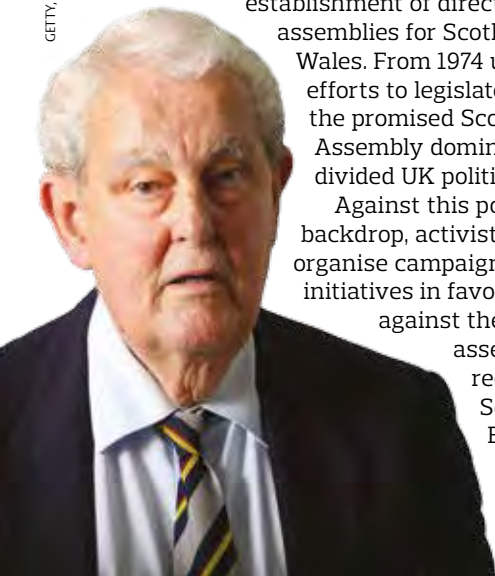 GETTY,
establishment of direct
assemblies for Scotl
Wales. From 1974 u
efforts to legislate
the promised Sco
Assembly domin
divided UK politi
Against this po
backdrop, activist
organise campaign
initiatives in favo
against the
asse
re
S
E